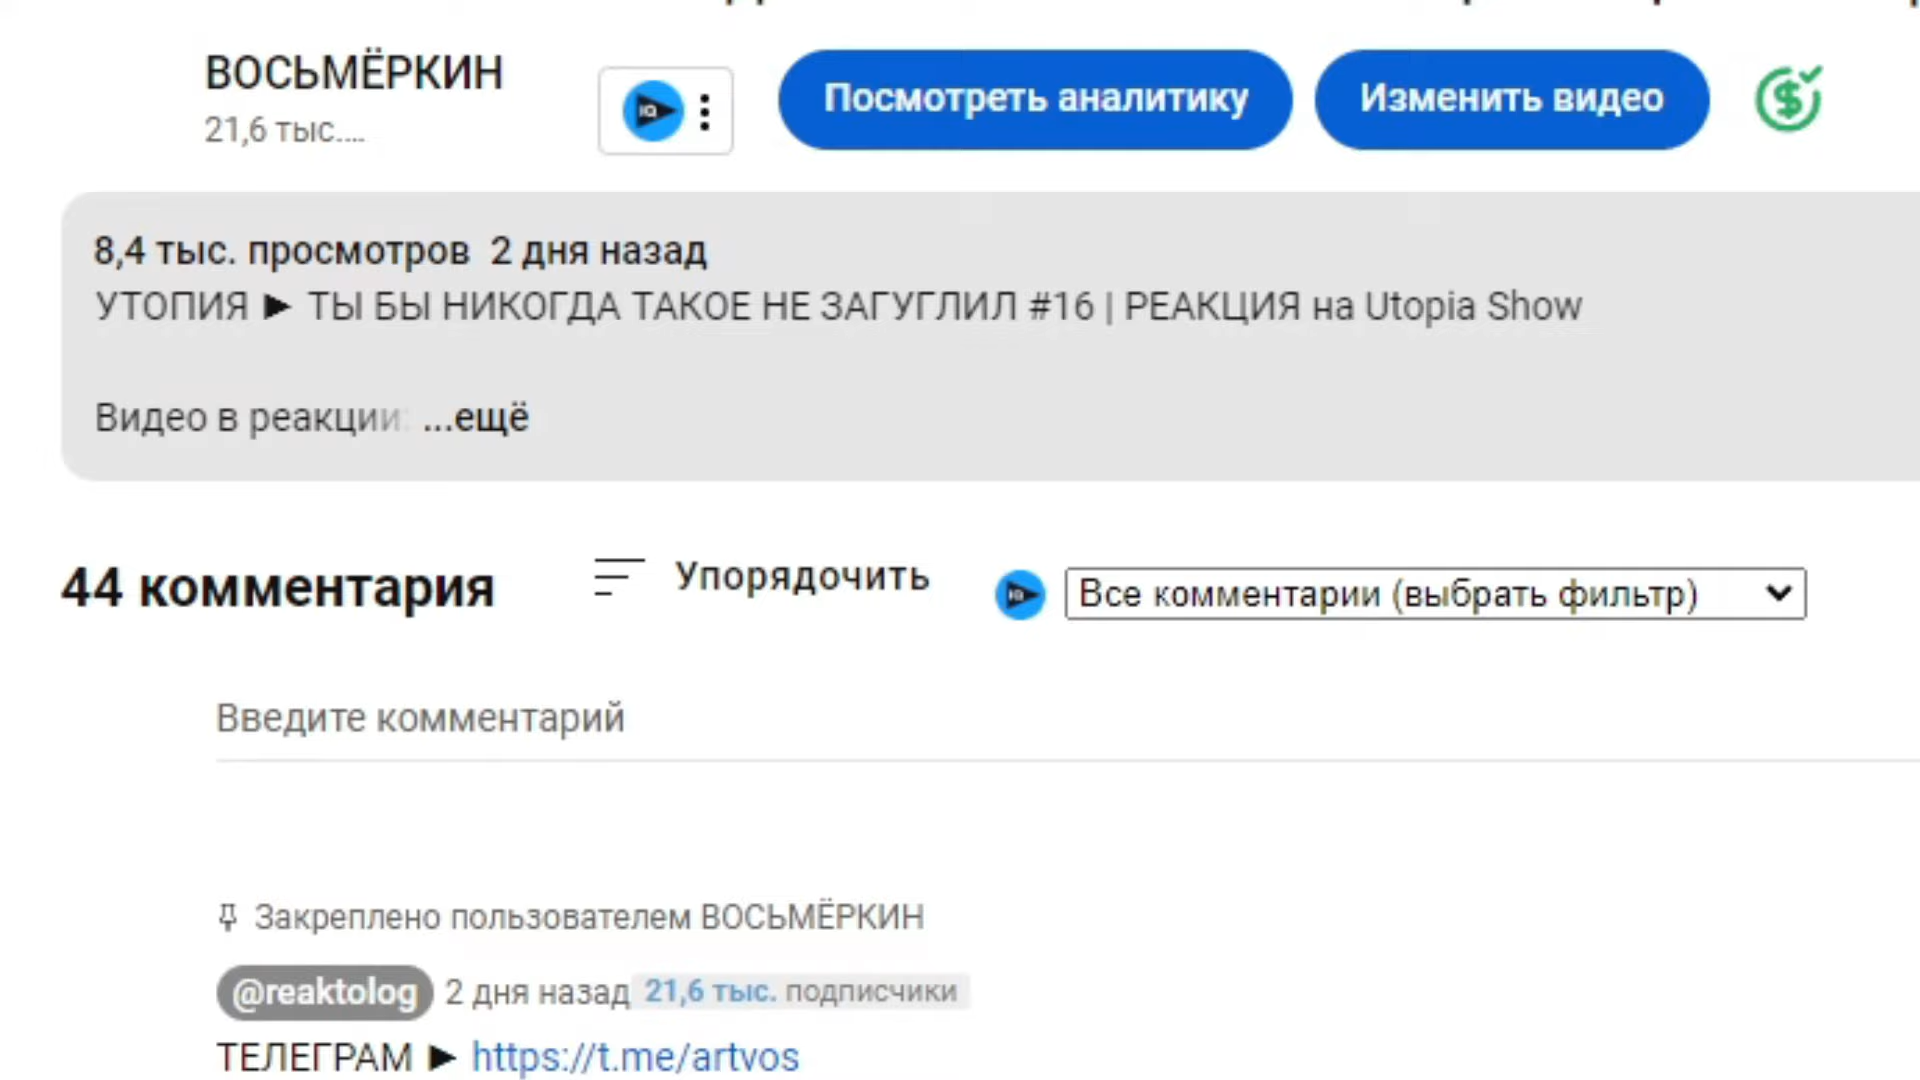 ВОСЬМЁРКИН
21,6 тыс....
Посмотреть аналитику
Изменить видео
8,4 тыс. просмотров 2 дня назад
УТОПИЯ ► ТЫ БЫ НИКОГДА ТАКОЕ НЕ ЗАГУГЛИЛ #16 | РЕАКЦИЯ на Utopia Show
Видео в реакции: ...ещё
44 комментария
Упорядочить
Все комментарии (выбрать фильтр)
Введите комментарий
Закреплено пользователем ВОСЬМЁРКИН
@reaktolog 2 дня назад 21,6 тыс. подписчики
ТЕЛЕГРАМ ► https://t.me/artvos